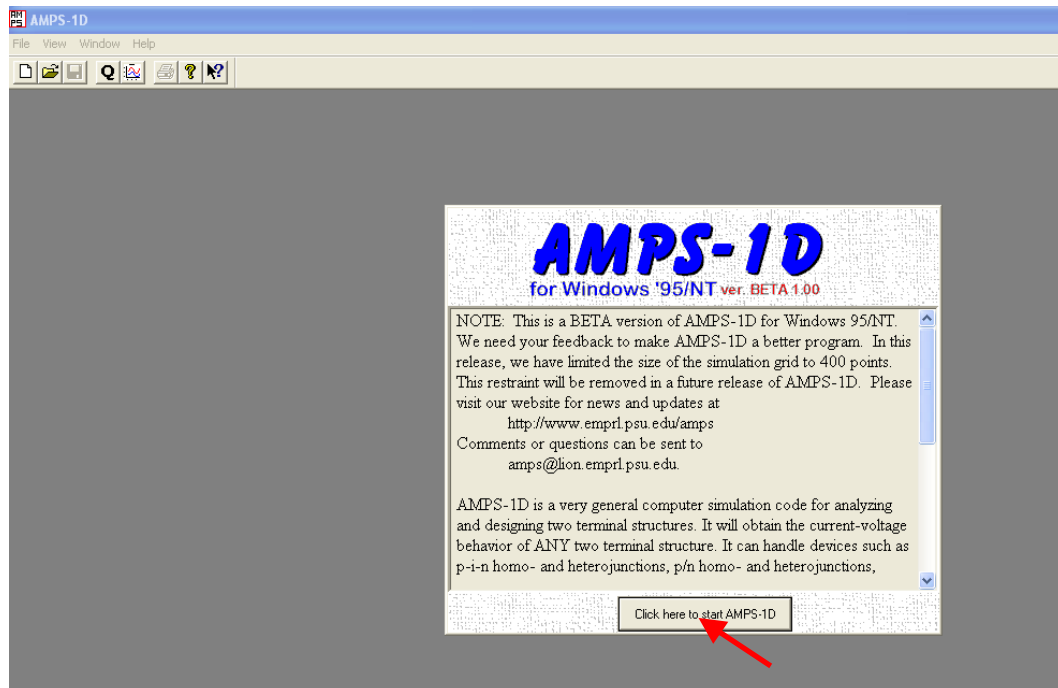 AMPS-1D
File View Window Help
Q
AMPS-1D
for Windows '95/NT ver. BETA 1.00
NOTE: This is a BETA version of AMPS-1D for Windows 95/NT.
We need your feedback to make AMPS-1D a better program. In this
release, we have limited the size of the simulation grid to 400 points.
This restraint will be removed in a future release of AMPS-1D. Please
visit our website for news and updates at
http://www.emprl.psu.edu/amps
Comments or questions can be sent to
amps@lion.emprl.psu.edu.
AMPS-1D is a very general computer simulation code for analyzing
and designing two terminal structures. It will obtain the current-voltage
behavior of ANY two terminal structure. It can handle devices such as
p-i-n homo- and heterojunctions, p/n homo- and heterojunctions,
Click here to start AMPS-1D